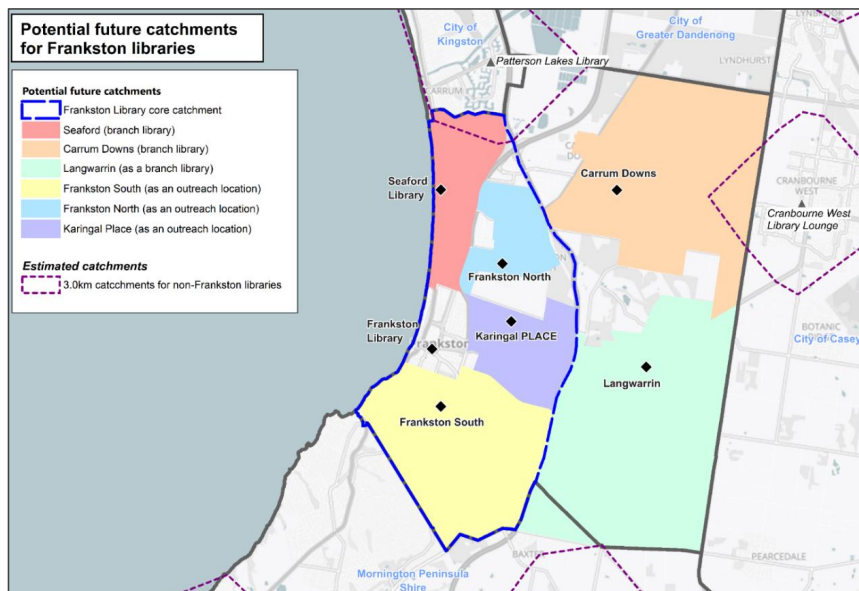 Potential future catchments
for Frankston libraries
Potential future catchments
Frankston Library core catchment
Seaford (branch library)
Carrum Downs (branch library)
Langwarrin (as a branch library)
Frankston South (as an outreach location)
Frankston North (as an outreach location)
Karingal Place (as an outreach location)
Estimated catchments
3.0km catcchments for non-Frankston libraries
City of
Kingston
City of
Greater Dandenong
LYNBROOK
Patterson Lakes Library
LYNDHURST
CARRUM
Seaford
Library
Carrum Downs
CRANBOURNE
WEST
Cranbourne West
Library Lounge
Frankston North
Frankston
Library
Karingal PLACE
BOTANIC
City of Casey
Langwarrin
Frankston South
BAXTER
PEARCEDALE
Mornington Peninsula
Shire